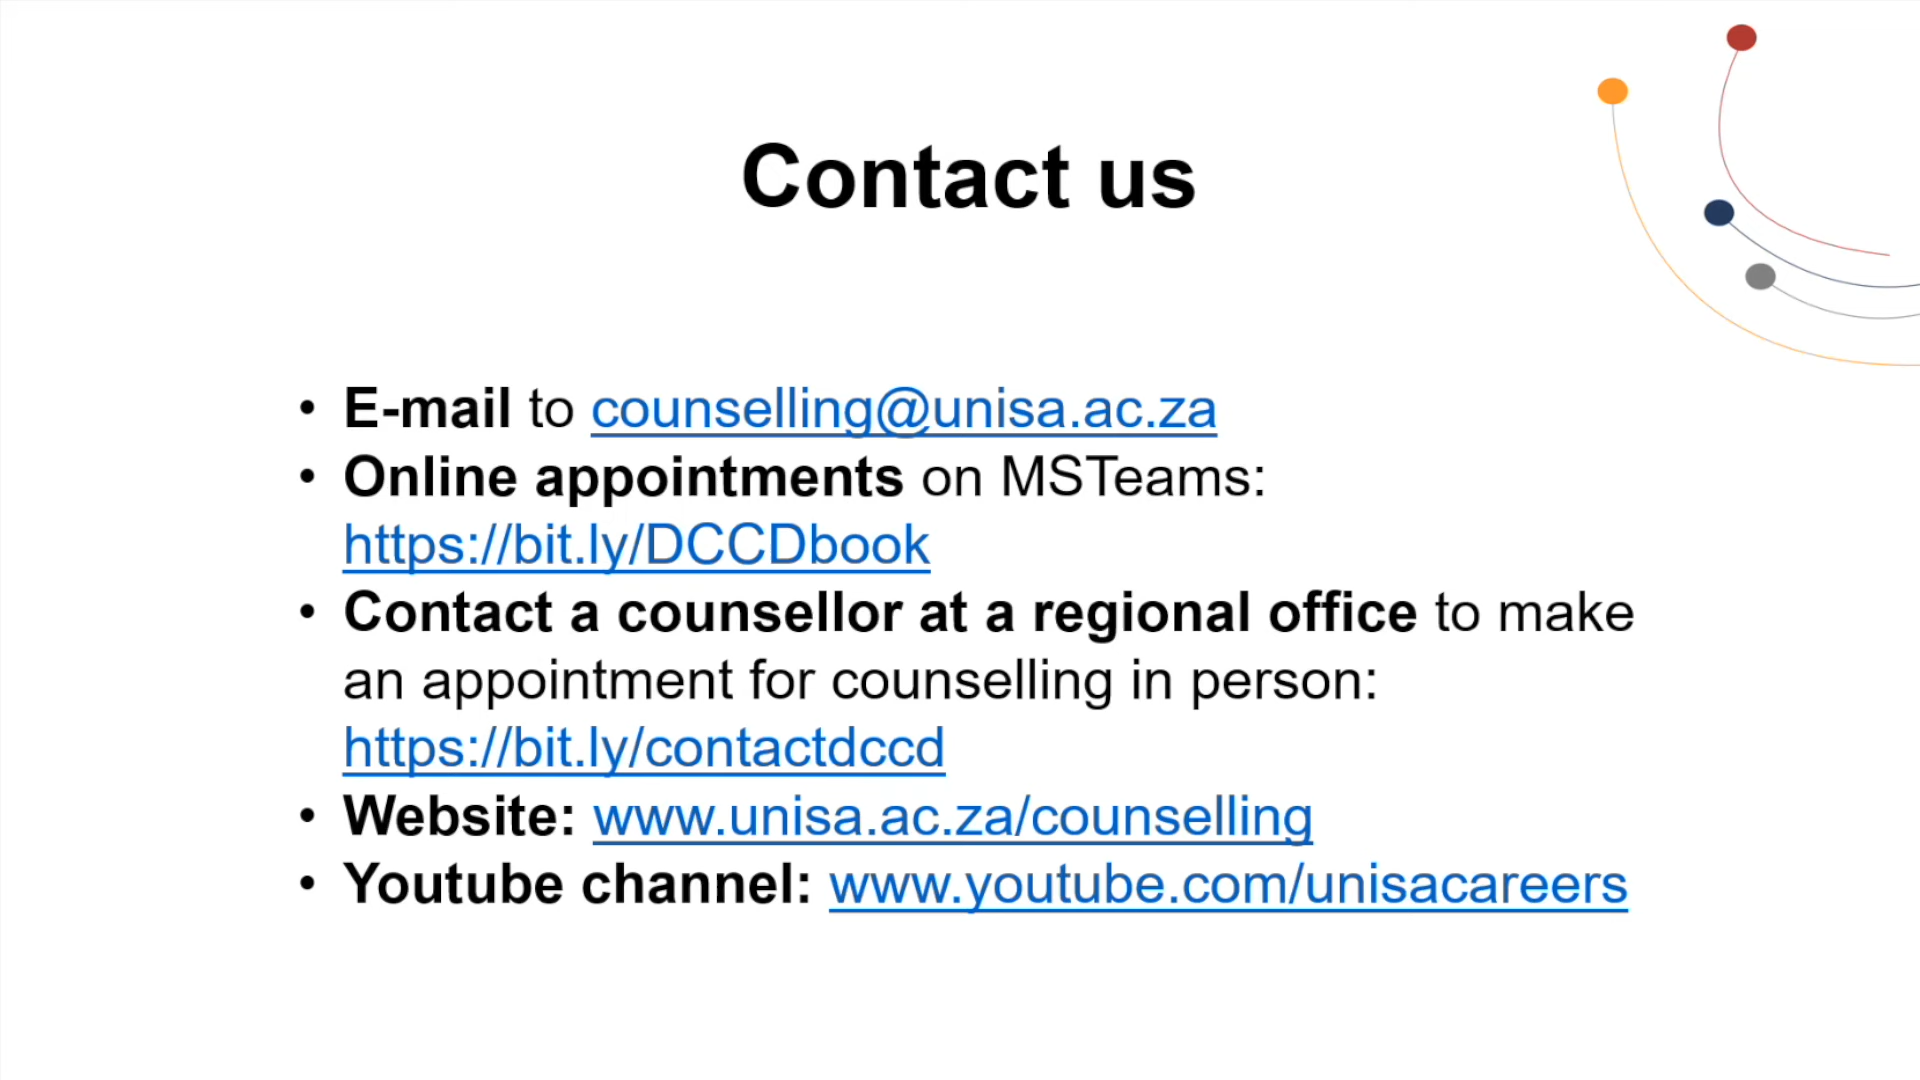 Contact us
• E-mail to counselling@unisa.ac.za
• Online appointments on MSTeams:
https://bit.ly/DCCDbook
• Contact a counsellor at a regional office to make
an appointment for counselling in person:
https://bit.ly/contactdccd
• Website: www.unisa.ac.za/counselling
• Youtube channel: www.youtube.com/unisacareers